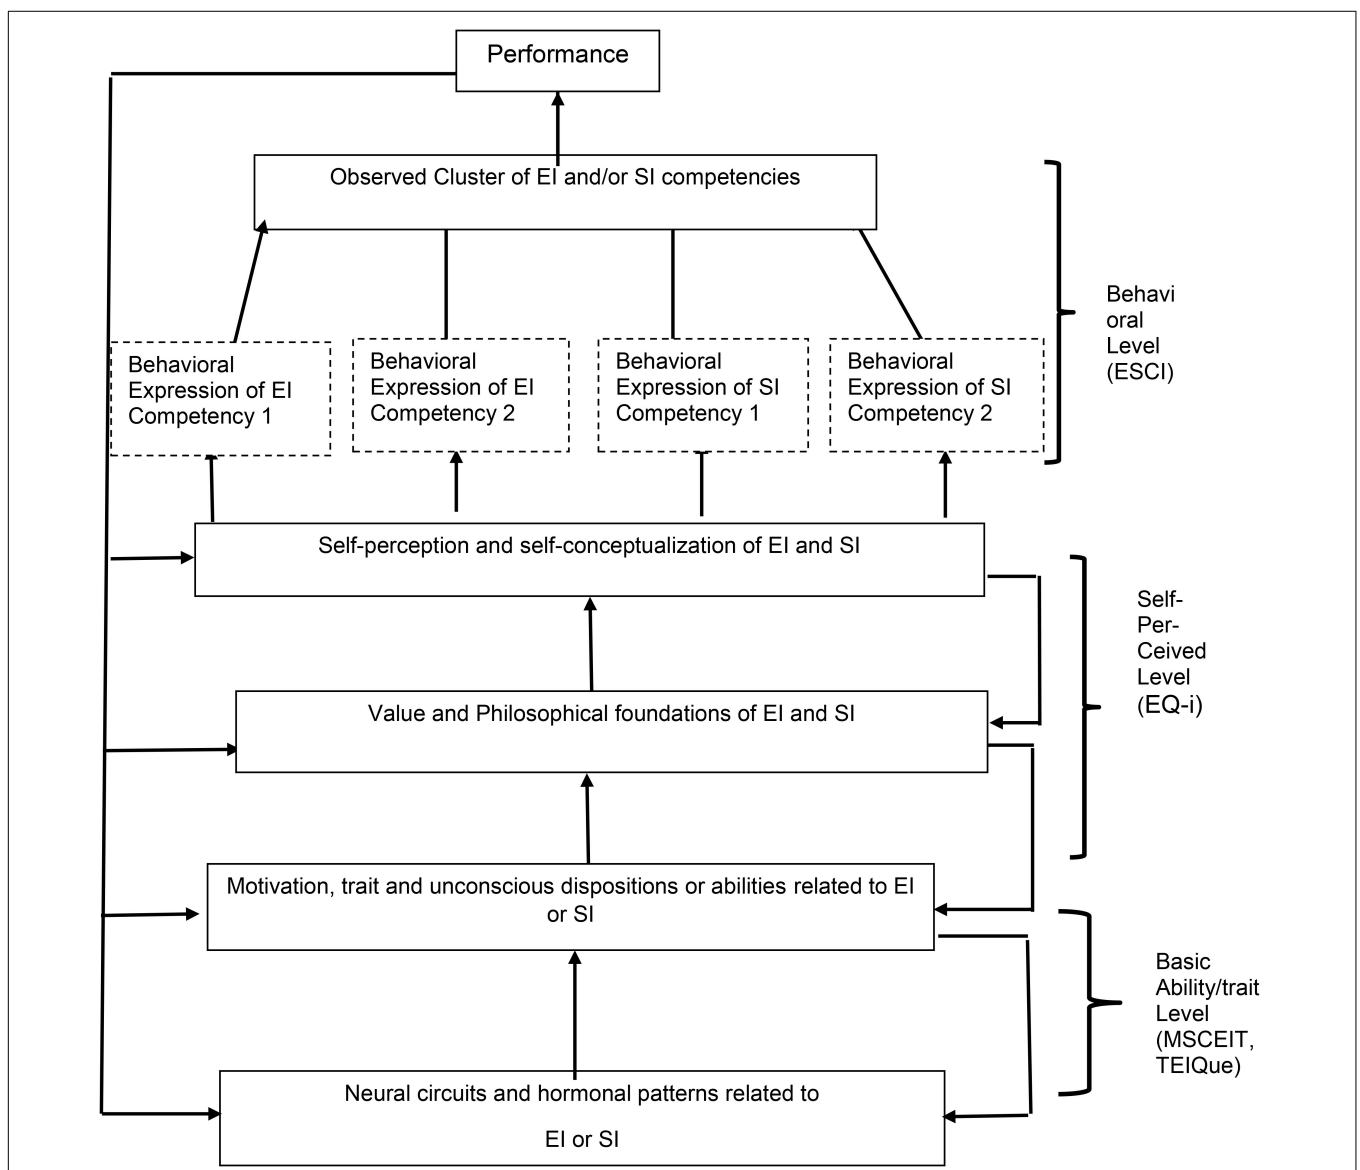 Performance
Observed Cluster of EI and/or SI competencies
Behavioral
Expression of EI
Competency 1
Behavioral
Expression of EI
Competency 2
Behavioral
Expression of SI
Competency 1
Behavioral
Expression of SI
Competency 2
Behavi
oral
Level
(ESCI)
Self-perception and self-conceptualization of EI and SI
Value and Philosophical foundations of EI and SI
Self-
Per-
Ceived
Level
(EQ-i)
Motivation, trait and unconscious dispositions or abilities related to EI
or SI
Neural circuits and hormonal patterns related to
EI or SI
Basic
Ability/trait
Level
(MSCEIT,
TEIQue)